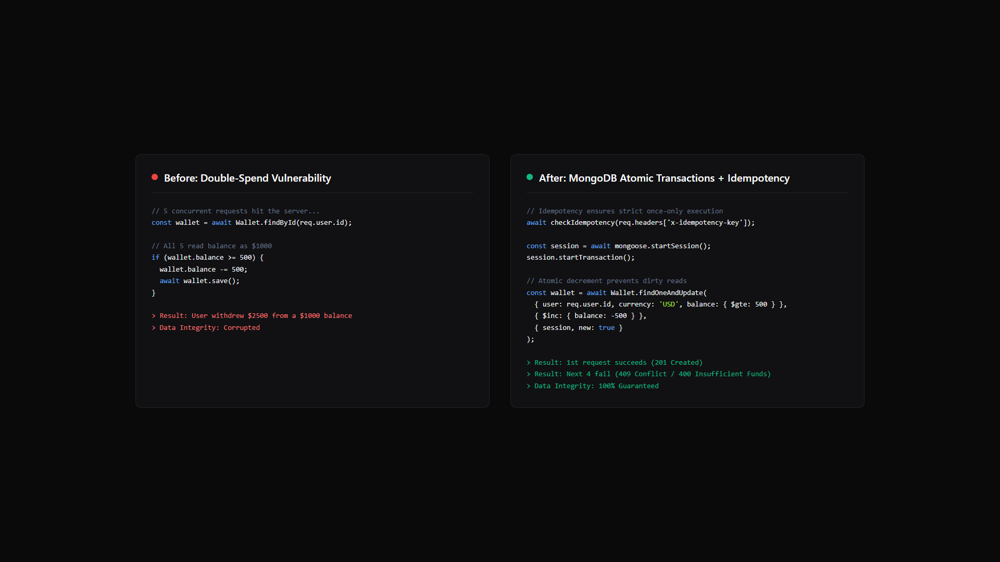 Before: Double-Spend Vulnerability
// 5 concurrent requests hit the server...
const wallet = await Wallet.findById(req.user.id);
// All 5 read balance as $1000
if (wallet.balance >= 500) {
  wallet.balance -= 500;
  await wallet.save();
}
> Result: User withdrew $2500 from a $1000 balance
> Data Integrity: Corrupted
After: MongoDB Atomic Transactions + Idempotency
// Idempotency ensures strict once-only execution
await checkIdempotency(req.headers['x-idempotency-key']);
const session = await mongoose.startSession();
session.startTransaction();
// Atomic decrement prevents dirty reads
const wallet = await Wallet.findOneAndUpdate(
  { user: req.user.id, currency: 'USD', balance: { $gte: 500 } },
  { $inc: { balance: -500 } },
  { session, new: true }
);
> Result: 1st request succeeds (201 Created)
> Result: Next 4 fail (409 Conflict / 400 Insufficient Funds)
> Data Integrity: 100% Guaranteed